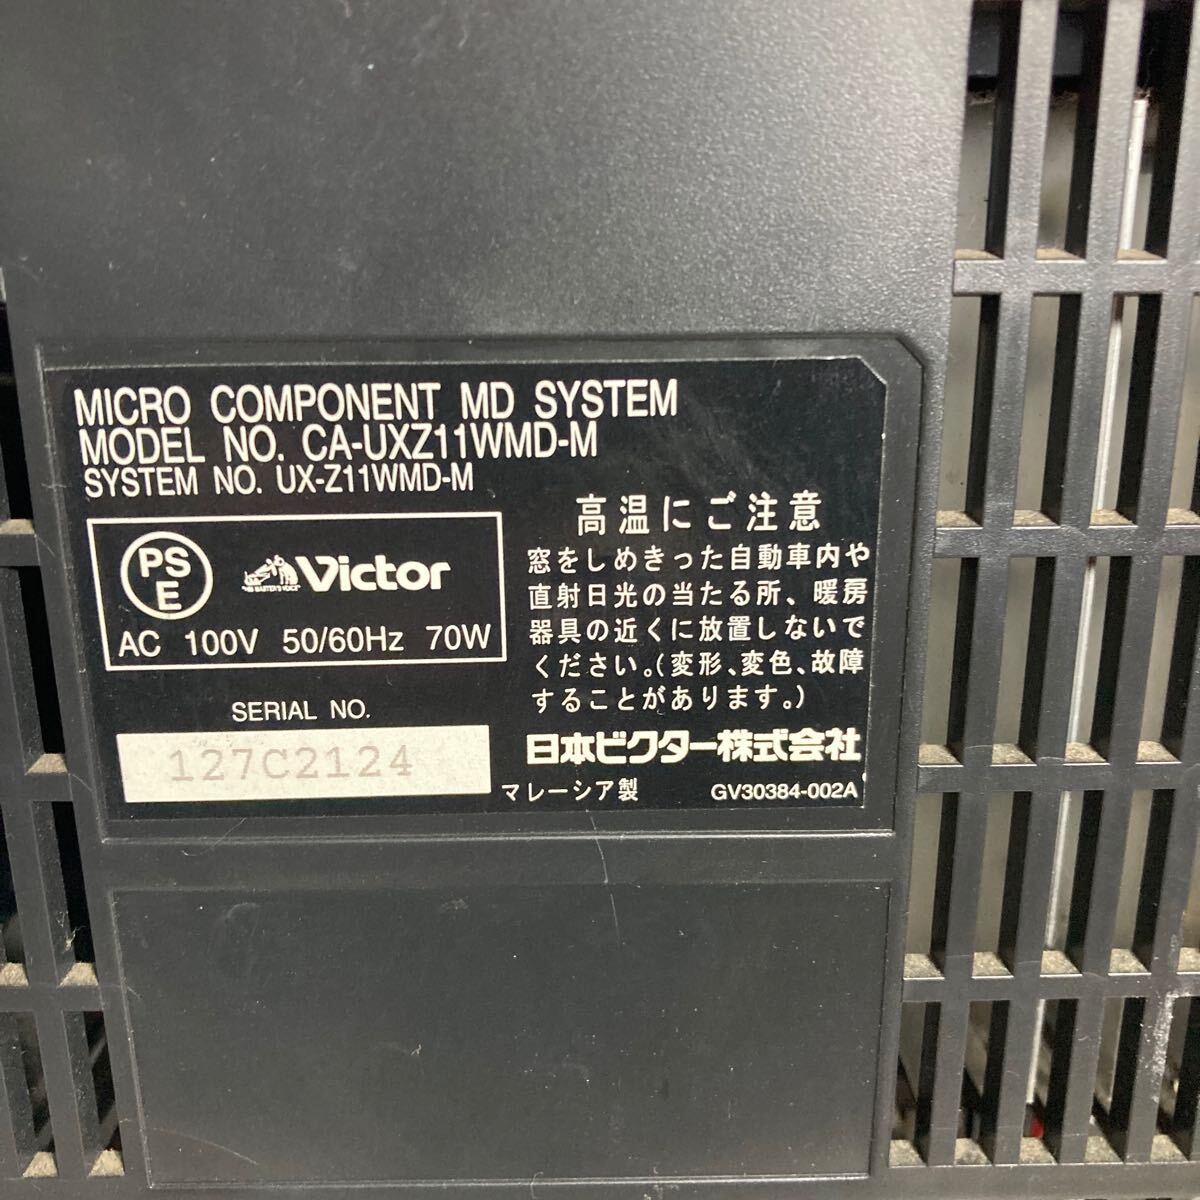 MICRO COMPONENT MD SYSTEM
MODEL NO. CA-UXZ11WMD-M
SYSTEM NO. UX-Z11WMD-M
PS
E
"HIS MASTER'S VOICE"
Victor
AC 100V 50/60Hz 70W
SERIAL NO.
127C2124
高温にご注意
窓をしめきった自動車内や
直射日光の当たる所、暖房
器具の近くに放置しないで
ください。(変形、変色、故障
することがあります。)
日本ビクター株式会社
マレーシア製
GV30384-002A